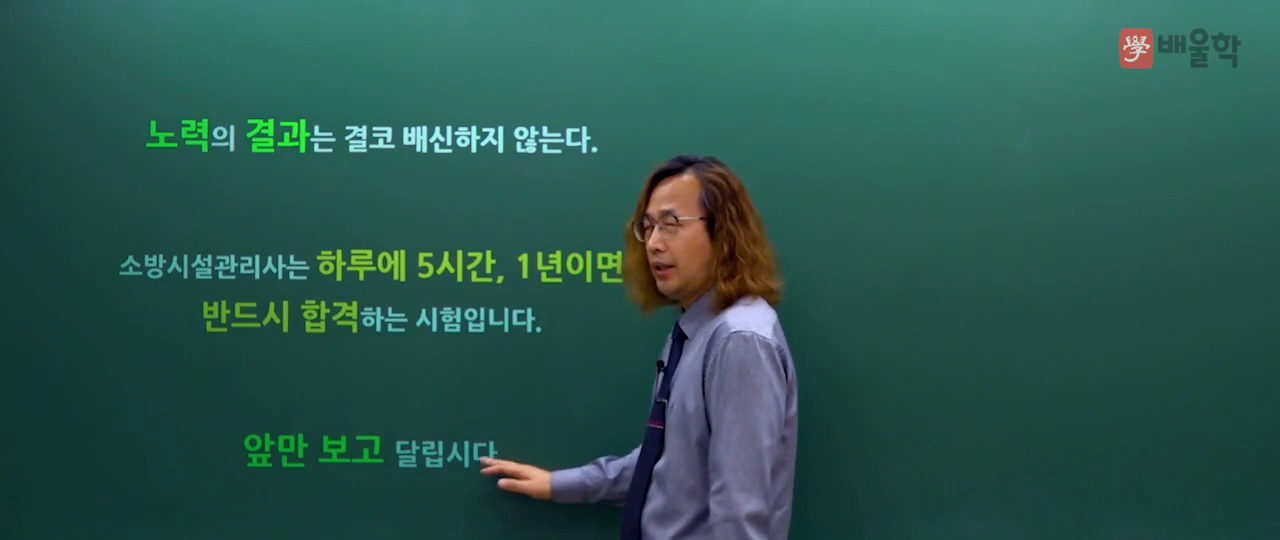 學 배울학
노력의 결과는 결코 배신하지 않는다.
소방시설관리사는 하루에 5시간, 1년이면
반드시 합격하는 시험입니다.
앞만 보고 달립시다